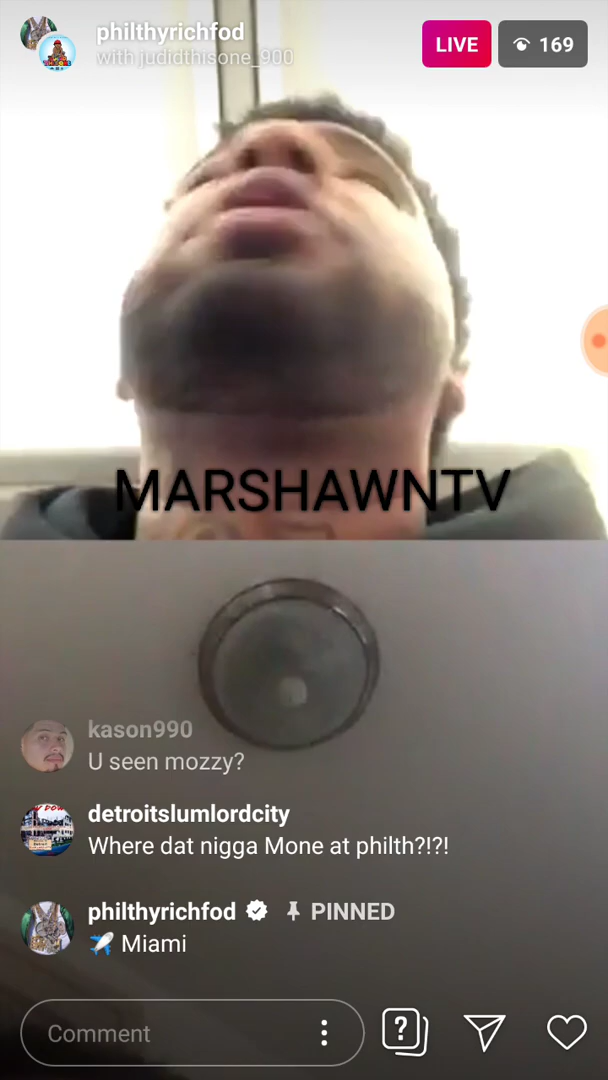 philthyrichfod
with judidthisone_900
LIVE
169
MARSHAWNTV
kason990
U seen mozzy?
detroitslumlordcity
Where dat nigga Mone at philth?!?!
philthyrichfod PINNED
Miami
Comment